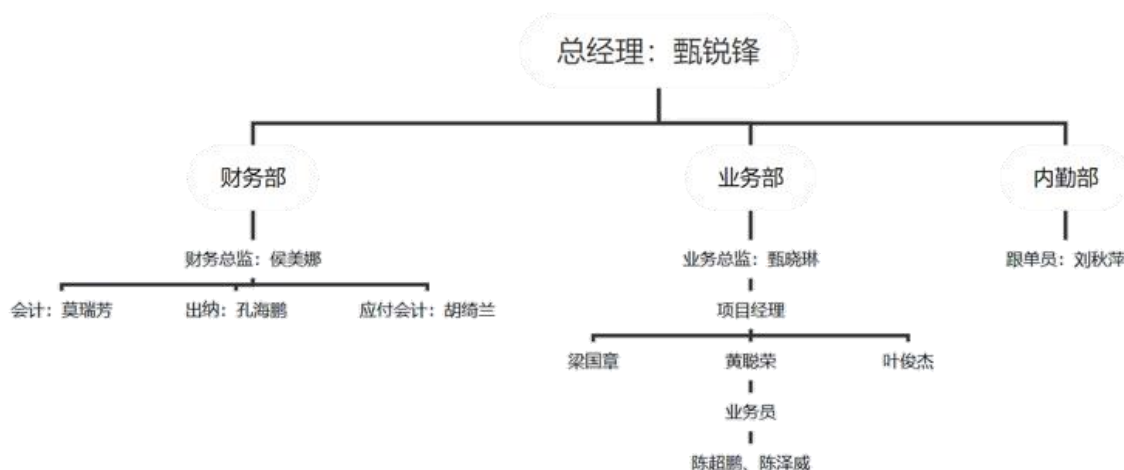 总经理：甄锐锋
财务部
业务部
内勤部
财务总监：侯美娜
业务总监：甄晓琳
跟单员：刘秋萍
会计：莫瑞芳
出纳：孔海鹏
应付会计：胡绮兰
项目经理
梁国章
黄聪荣
叶俊杰
业务员
陈超鹏、陈泽威